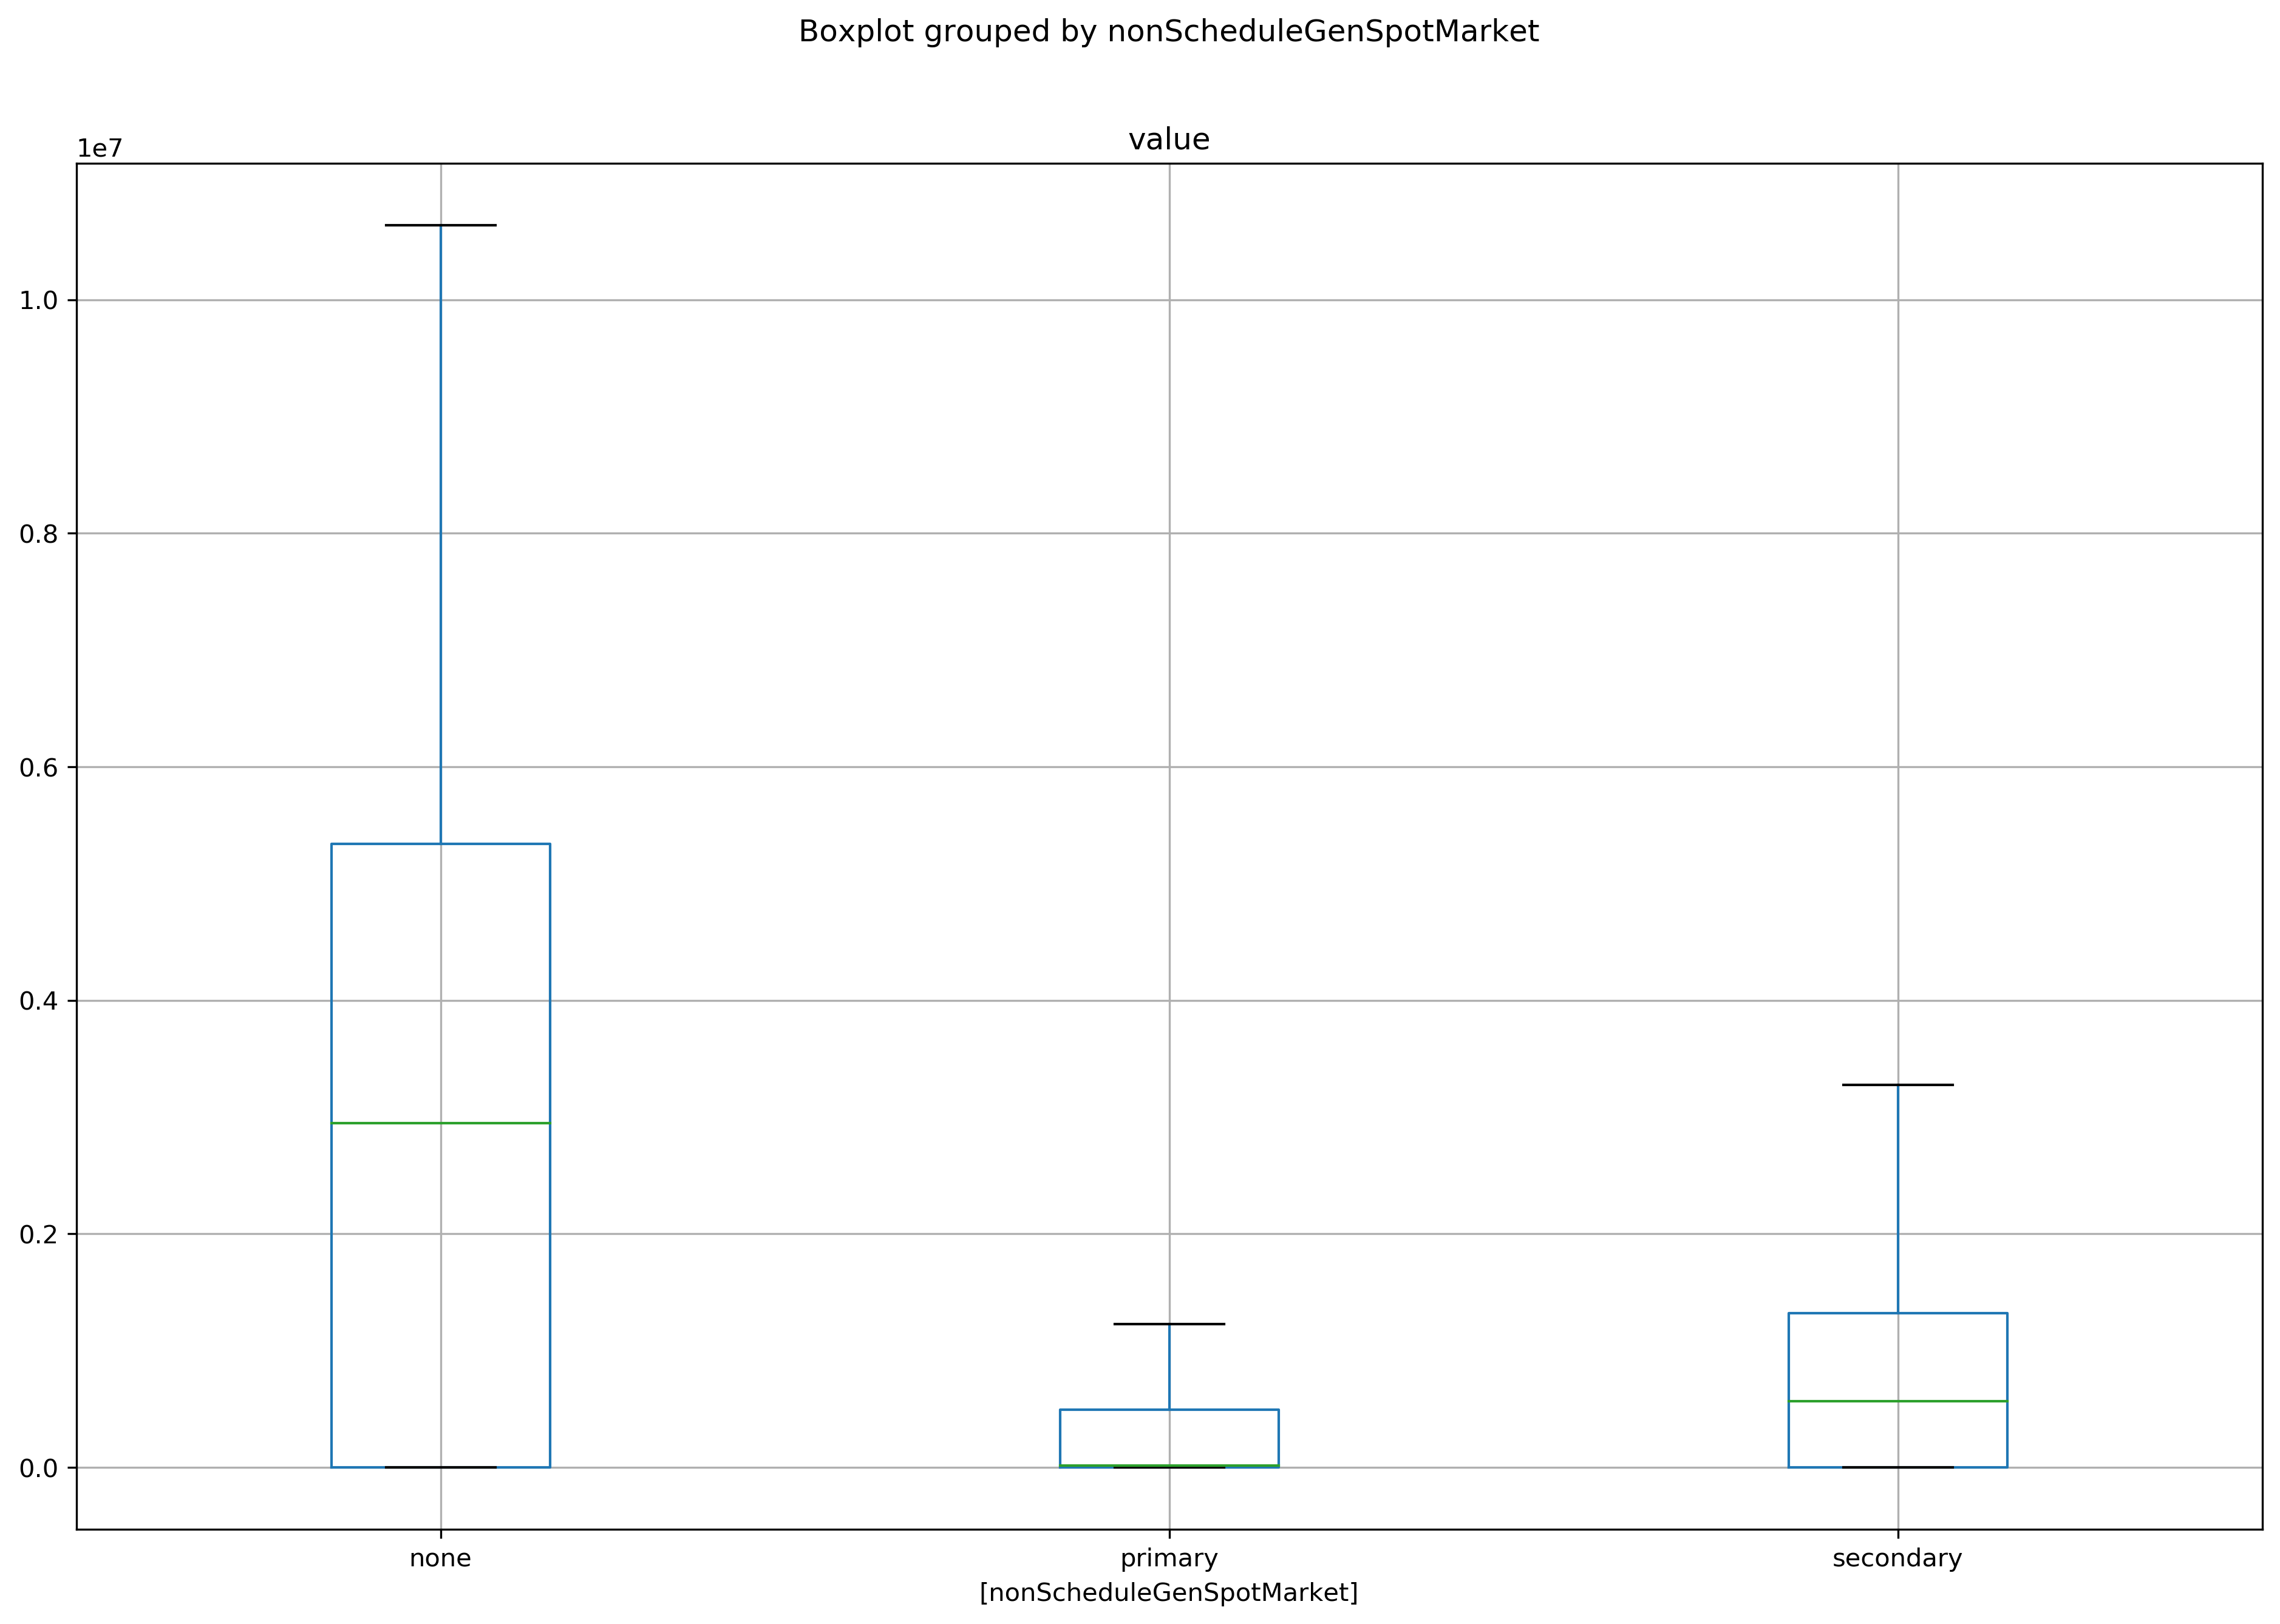 Boxplot grouped by nonScheduleGenSpotMarket
value
1e7
1.0
0.8
0.6
0.4
0.2
0.0
none primary secondary
[nonScheduleGenSpotMarket]